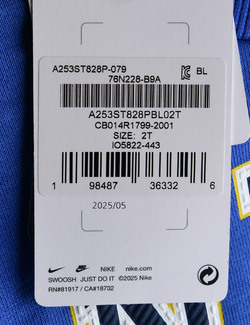 A253ST828P-079
76N228-B9A
BL
A253ST828PBL02T
CB014R1799-2001
SIZE: 2T
IO5822-443
1 98487 36332 6
2025/05
NIKE nike.com
SWOOSH JUST DO IT ©2025 Nike
RN#81917 / CA#18702